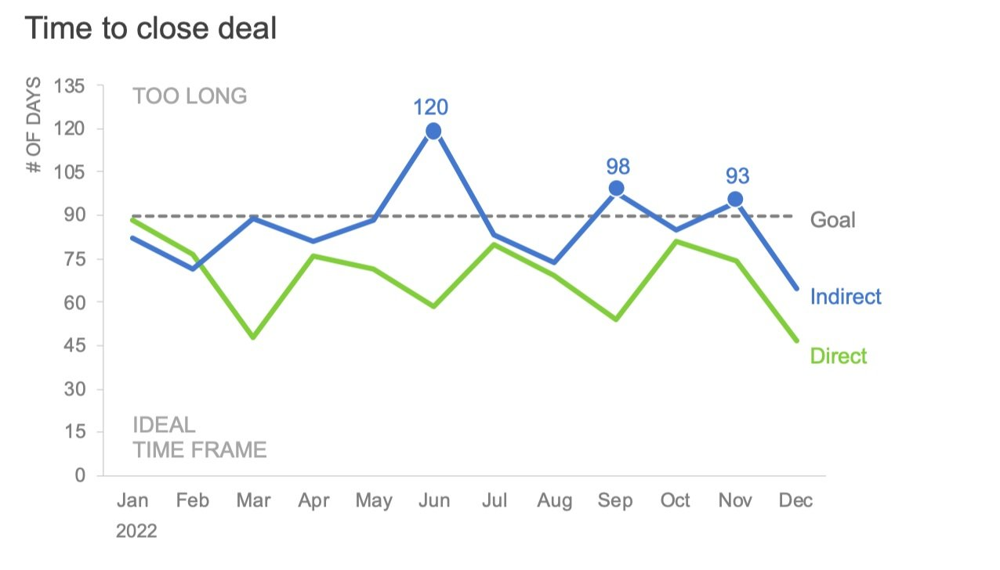 Time to close deal
# OF DAYS
135
120
105
90
75
60
45
30
15
0
TOO LONG
120
98
93
Goal
Indirect
Direct
IDEAL
TIME FRAME
Jan Feb Mar Apr May Jun Jul Aug Sep Oct Nov Dec
2022